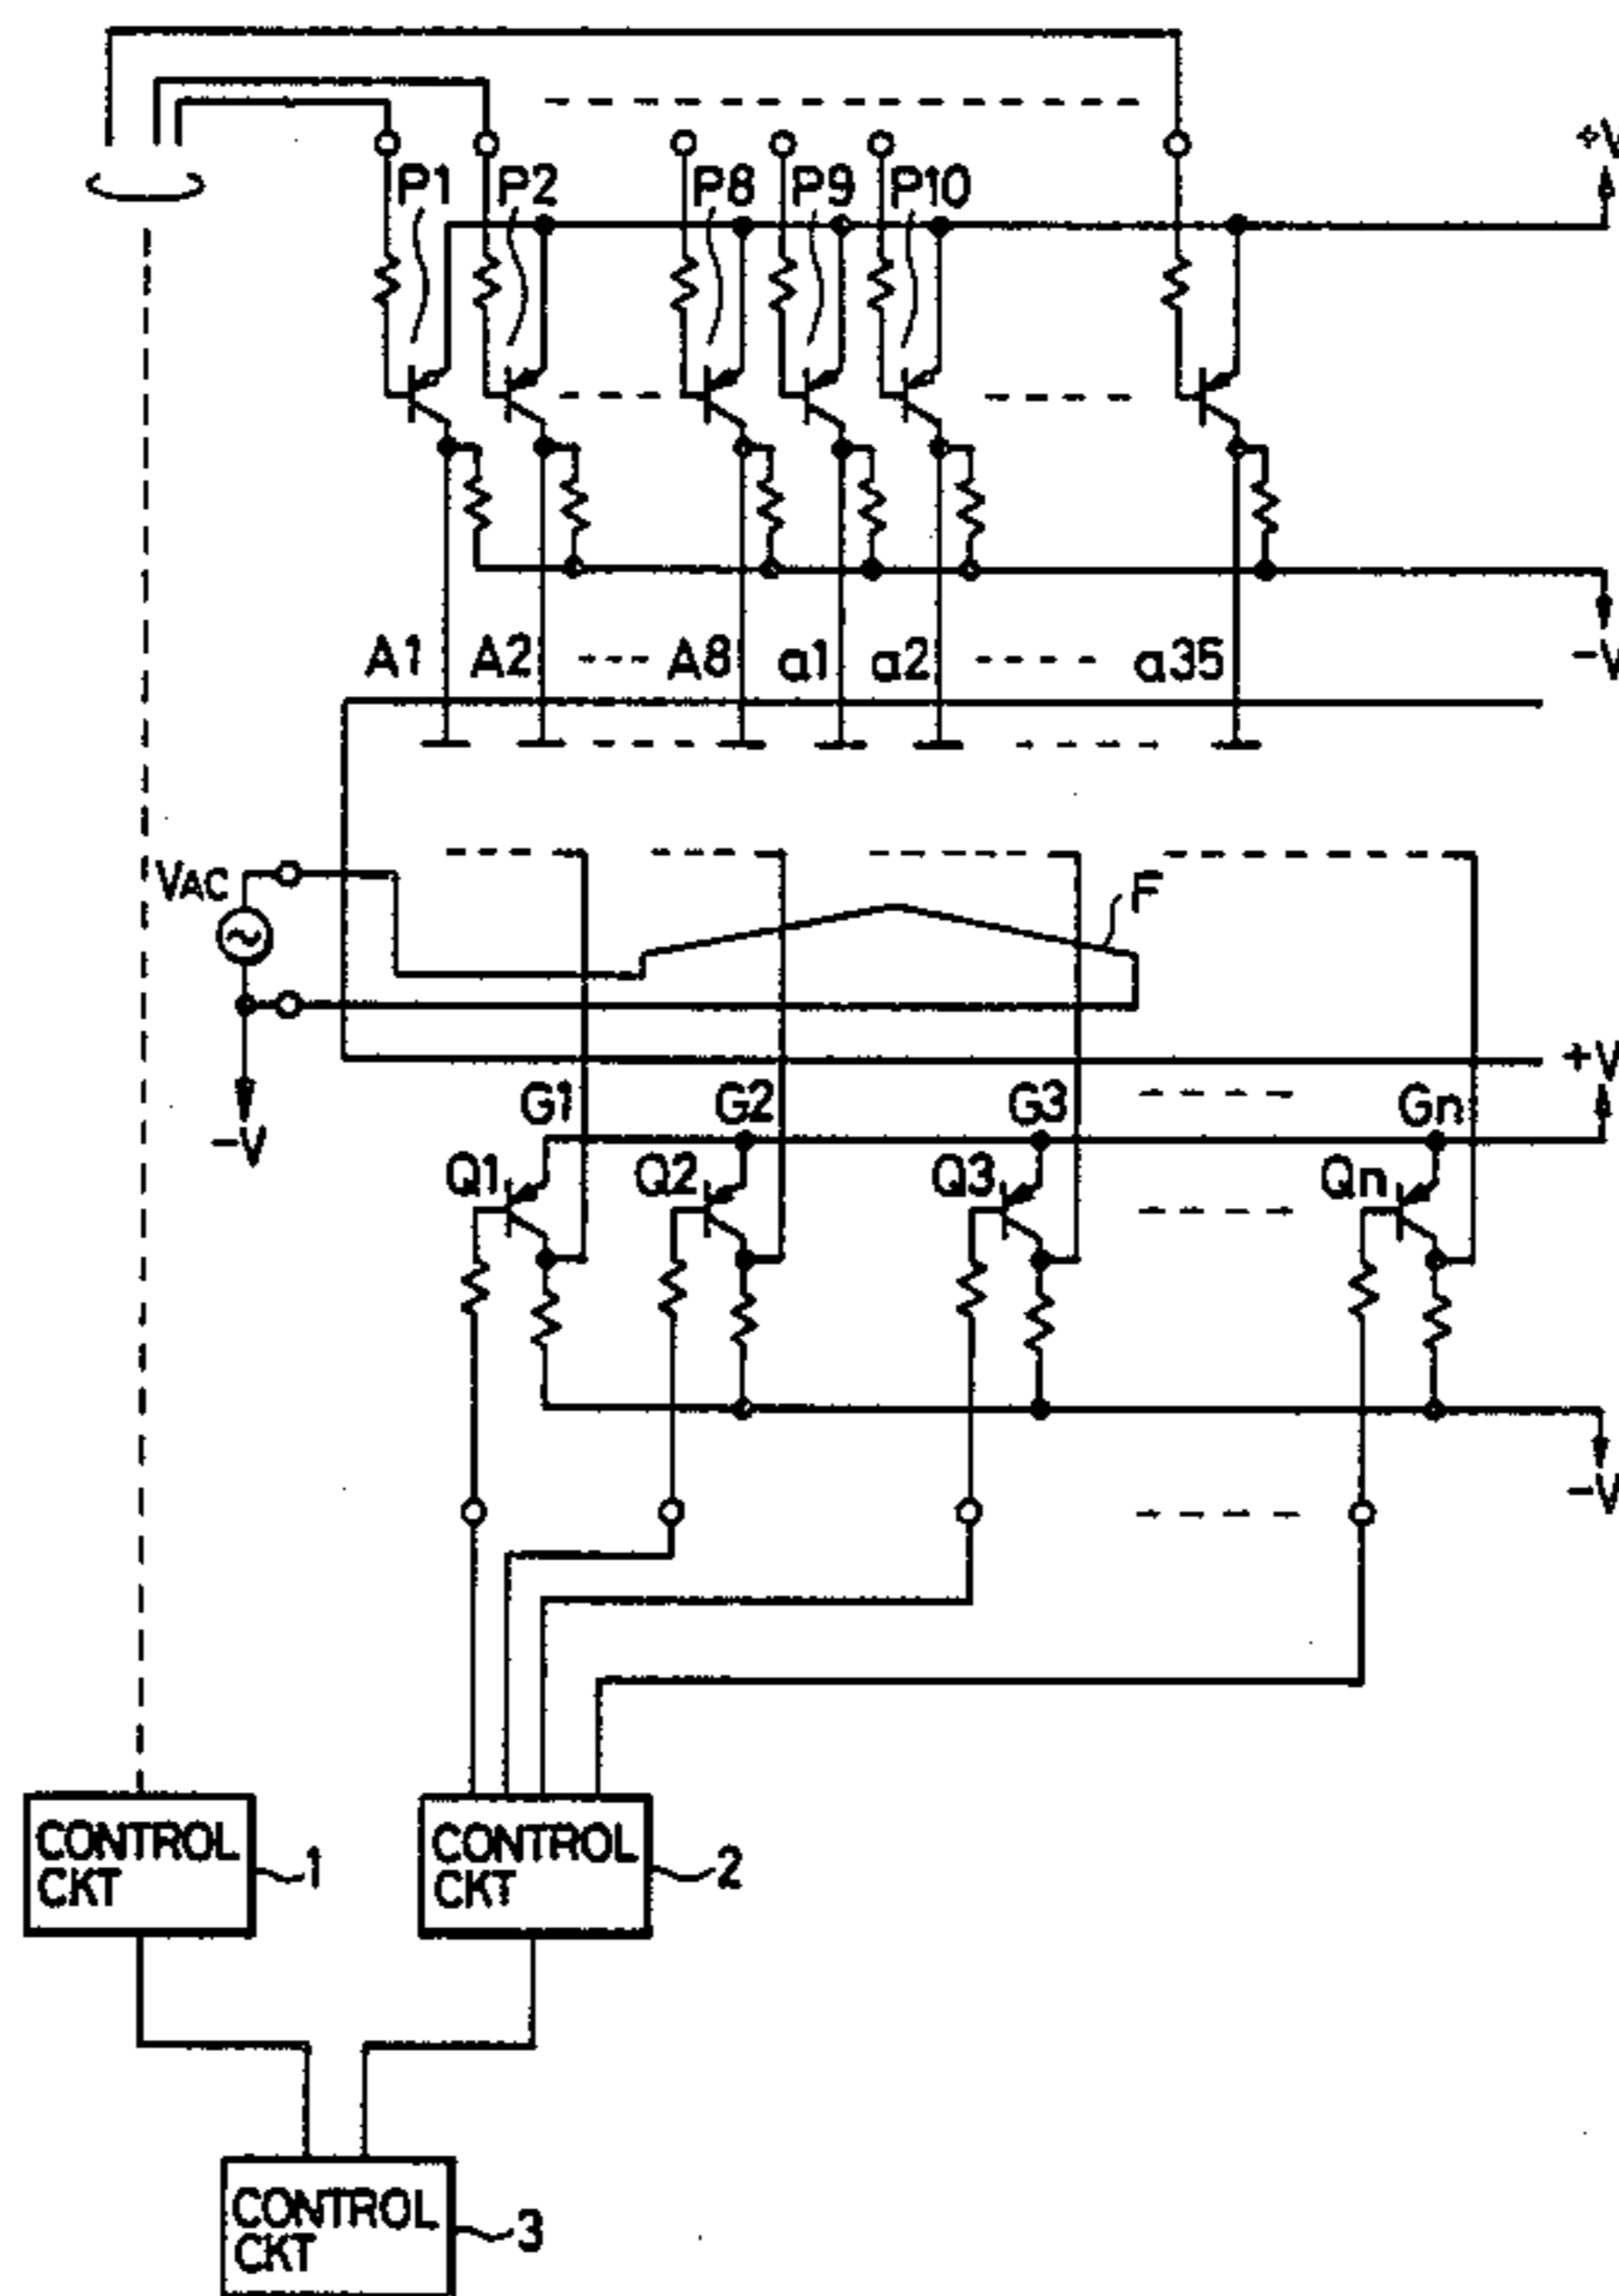 +V
P1 P2 P8 P9 P10
-V
A1 A2 A8 a1 a2 a35
VAC
F
+V
G1 G2 G3 Gn
-V
Q1 Q2 Q3 Qn
-V
CONTROL
CKT
1
CONTROL
CKT
2
CONTROL
CKT
3